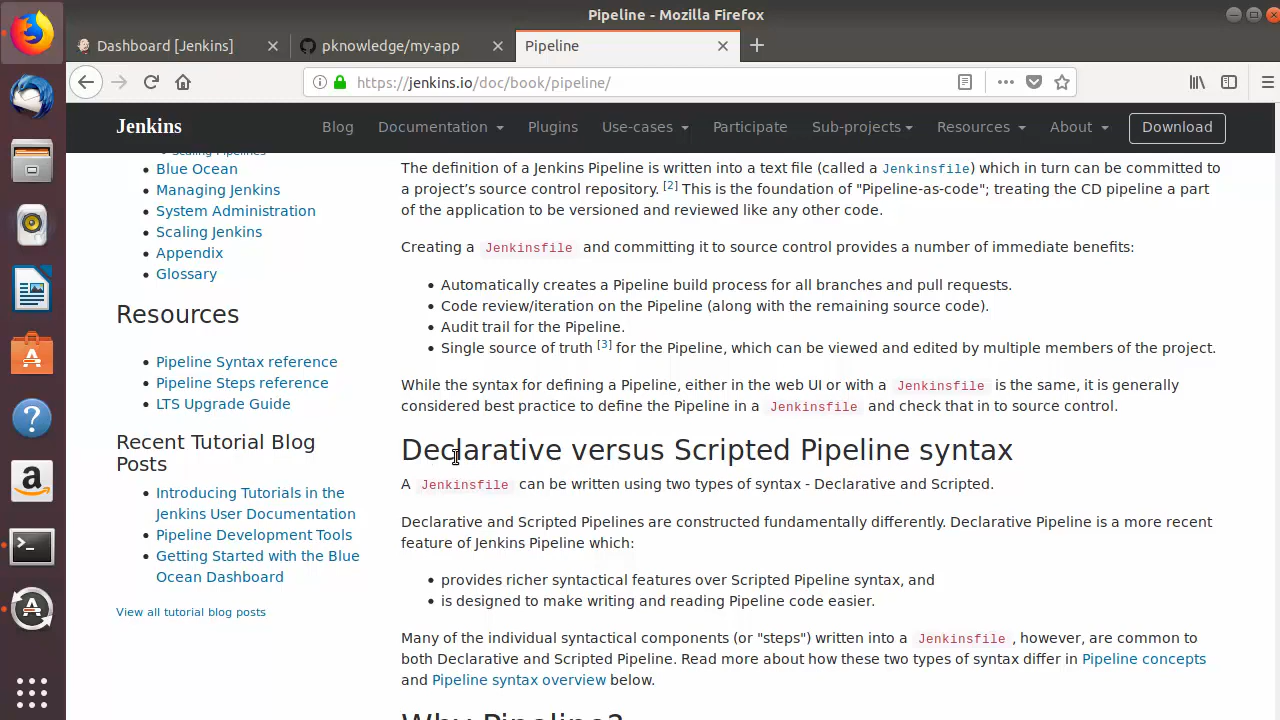 Pipeline - Mozilla Firefox
Dashboard [Jenkins]
pknowledge/my-app
Pipeline
https://jenkins.io/doc/book/pipeline/
Jenkins
Blog
Documentation
Plugins
Use-cases
Participate
Sub-projects
Resources
About
Download
Scaling Pipelines
Blue Ocean
Managing Jenkins
System Administration
Scaling Jenkins
Appendix
Glossary
Resources
Pipeline Syntax reference
Pipeline Steps reference
LTS Upgrade Guide
Recent Tutorial Blog
Posts
Introducing Tutorials in the
Jenkins User Documentation
Pipeline Development Tools
Getting Started with the Blue
Ocean Dashboard
View all tutorial blog posts
The definition of a Jenkins Pipeline is written into a text file (called a Jenkinsfile) which in turn can be committed to
a project’s source control repository. [2] This is the foundation of "Pipeline-as-code"; treating the CD pipeline a part
of the application to be versioned and reviewed like any other code.
Creating a Jenkinsfile and committing it to source control provides a number of immediate benefits:
• Automatically creates a Pipeline build process for all branches and pull requests.
• Code review/iteration on the Pipeline (along with the remaining source code).
• Audit trail for the Pipeline.
• Single source of truth [3] for the Pipeline, which can be viewed and edited by multiple members of the project.
While the syntax for defining a Pipeline, either in the web UI or with a Jenkinsfile is the same, it is generally
considered best practice to define the Pipeline in a Jenkinsfile and check that in to source control.
Declarative versus Scripted Pipeline syntax
A Jenkinsfile can be written using two types of syntax - Declarative and Scripted.
Declarative and Scripted Pipelines are constructed fundamentally differently. Declarative Pipeline is a more recent
feature of Jenkins Pipeline which:
• provides richer syntactical features over Scripted Pipeline syntax, and
• is designed to make writing and reading Pipeline code easier.
Many of the individual syntactical components (or "steps") written into a Jenkinsfile, however, are common to
both Declarative and Scripted Pipeline. Read more about how these two types of syntax differ in Pipeline concepts
and Pipeline syntax overview below.
Why Pipeline?